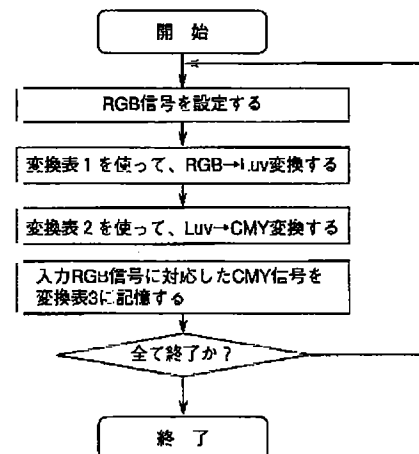 開 始
RGB信号を設定する
変換表1を使って、RGB→Luv変換する
変換表2を使って、Luv→CMY変換する
入力RGB信号に対応したCMY信号を
変換表3に記憶する
全て終了か?
終 了